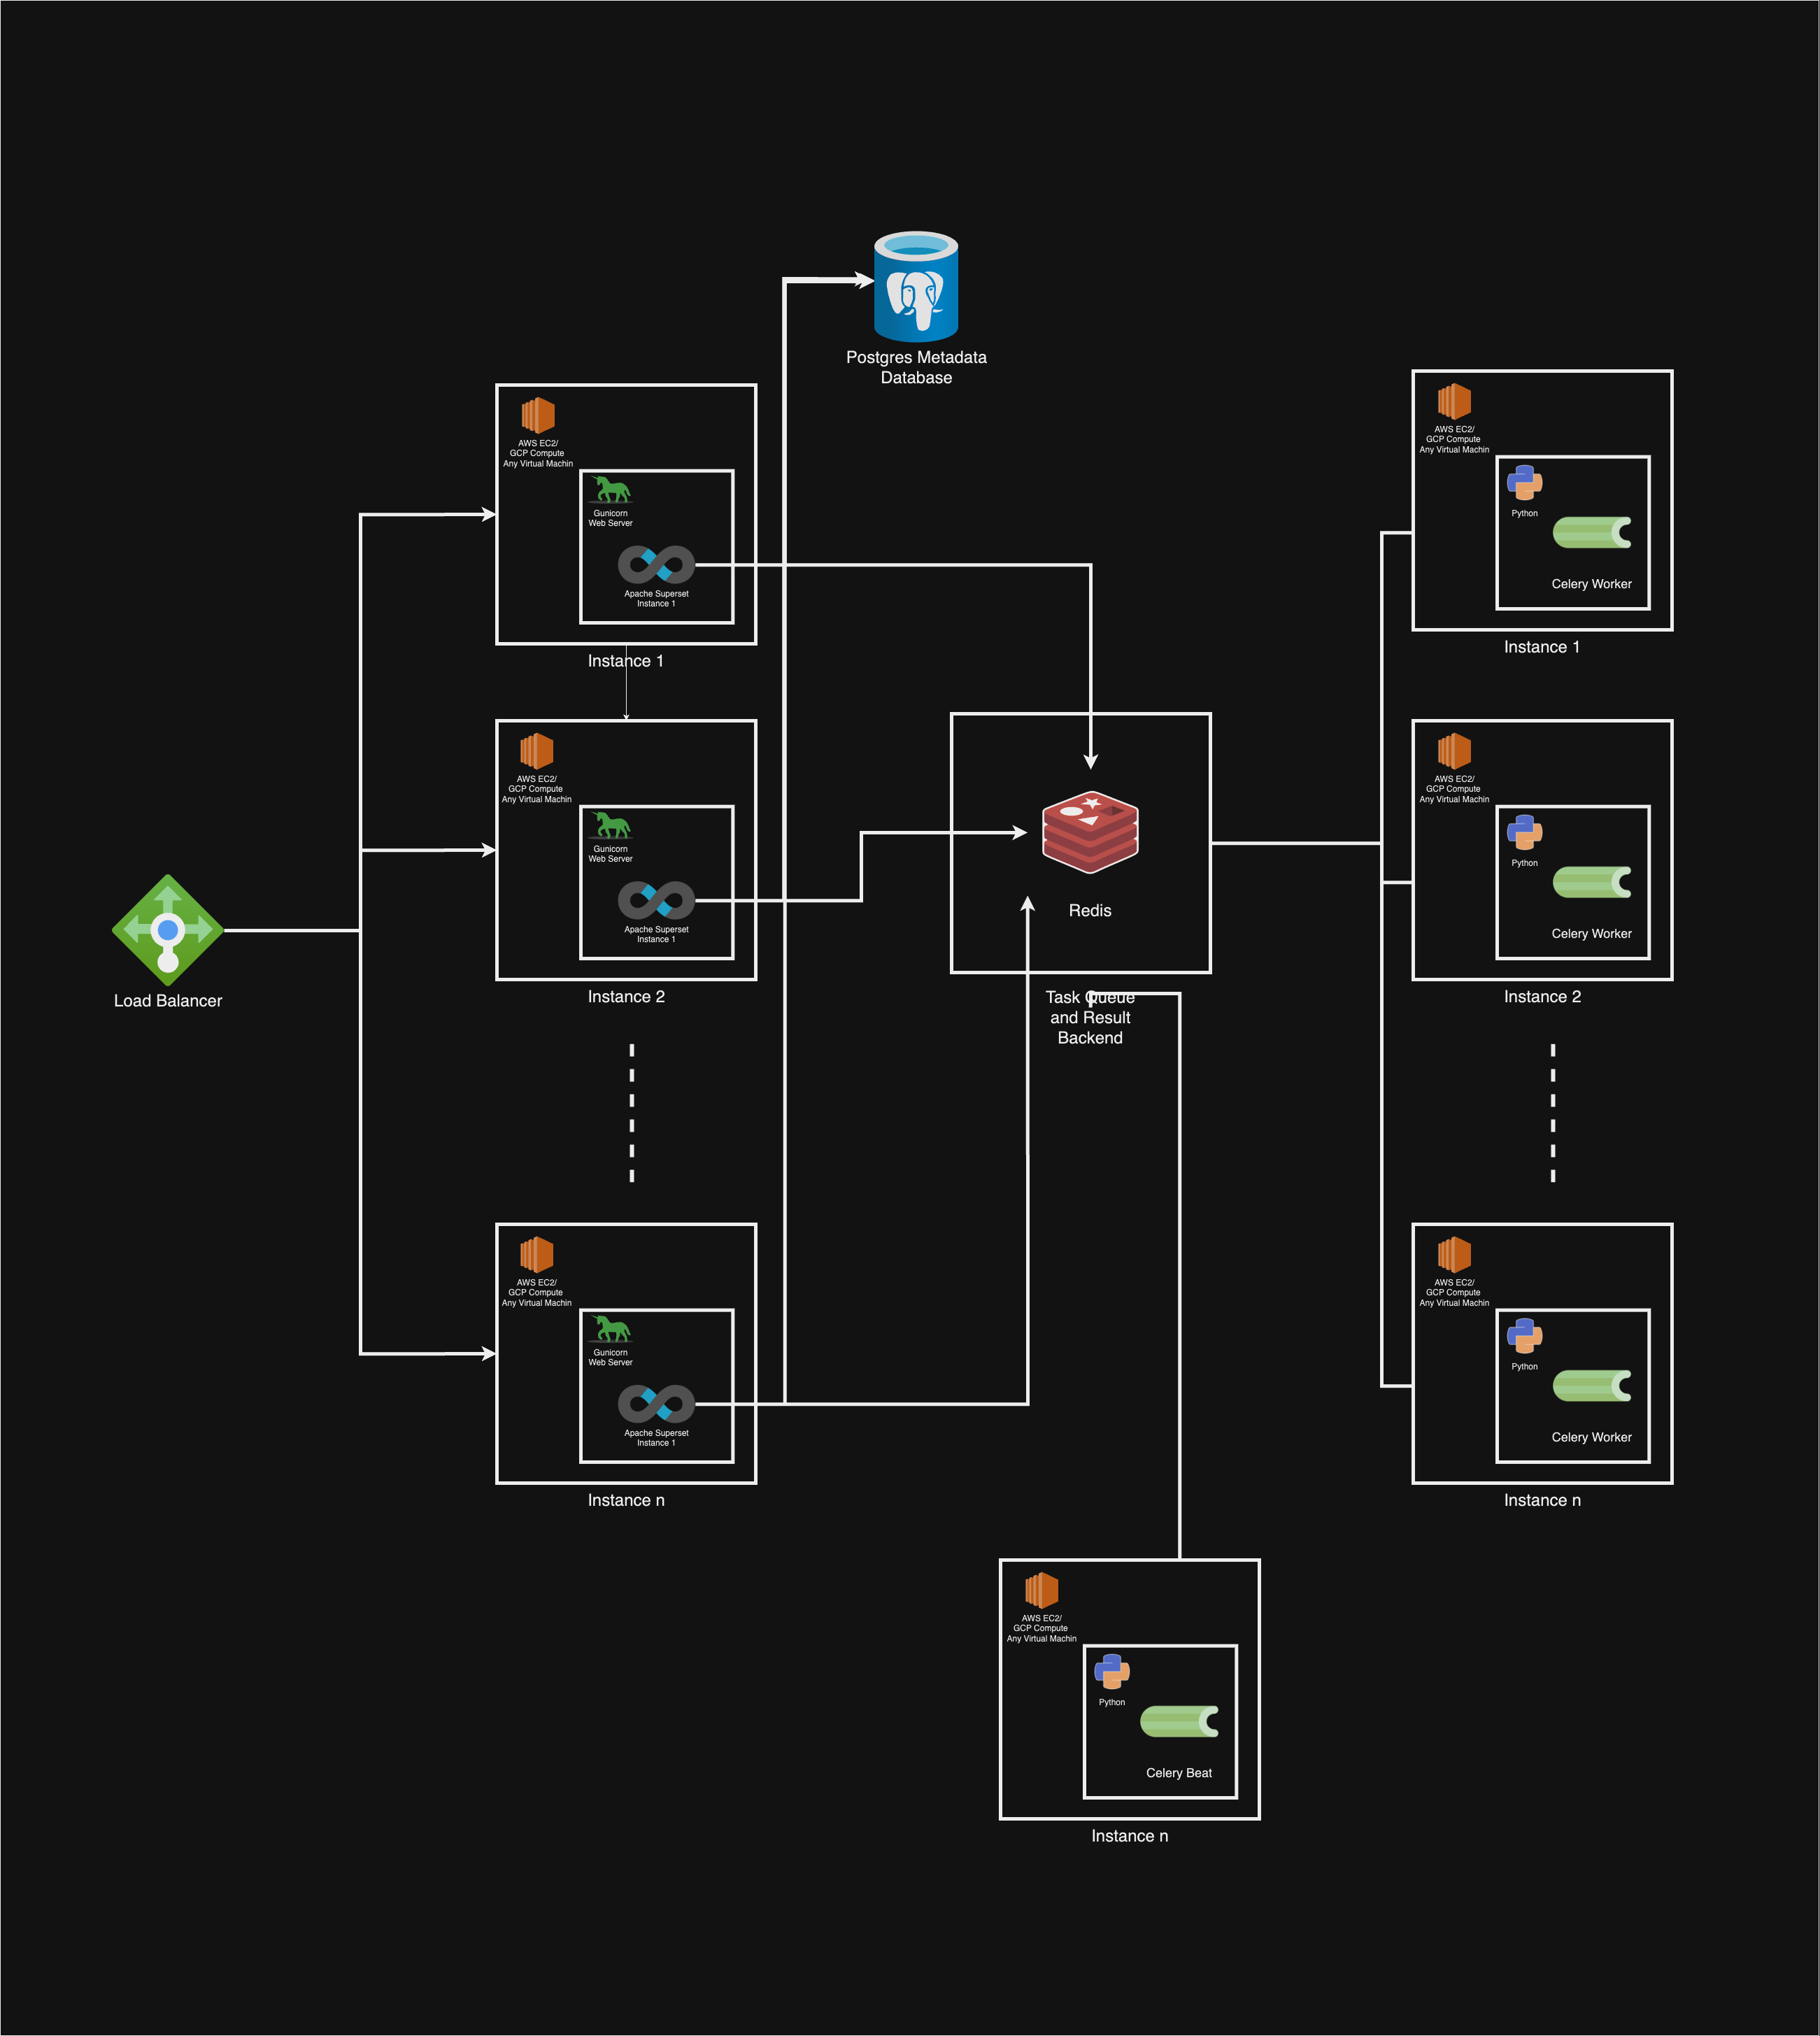 Postgres Metadata
Database
AWS EC2/
GCP Compute
Any Virtual Machin
Gunicorn
Web Server
Apache Superset
Instance 1
Instance 1
AWS EC2/
GCP Compute
Any Virtual Machin
Python
Celery Worker
Instance 1
AWS EC2/
GCP Compute
Any Virtual Machin
Gunicorn
Web Server
Apache Superset
Instance 1
Instance 2
Load Balancer
Redis
Task Queue
and Result
Backend
AWS EC2/
GCP Compute
Any Virtual Machin
Python
Celery Worker
Instance 2
AWS EC2/
GCP Compute
Any Virtual Machin
Gunicorn
Web Server
Apache Superset
Instance 1
Instance n
AWS EC2/
GCP Compute
Any Virtual Machin
Python
Celery Worker
Instance n
AWS EC2/
GCP Compute
Any Virtual Machin
Python
Celery Beat
Instance n